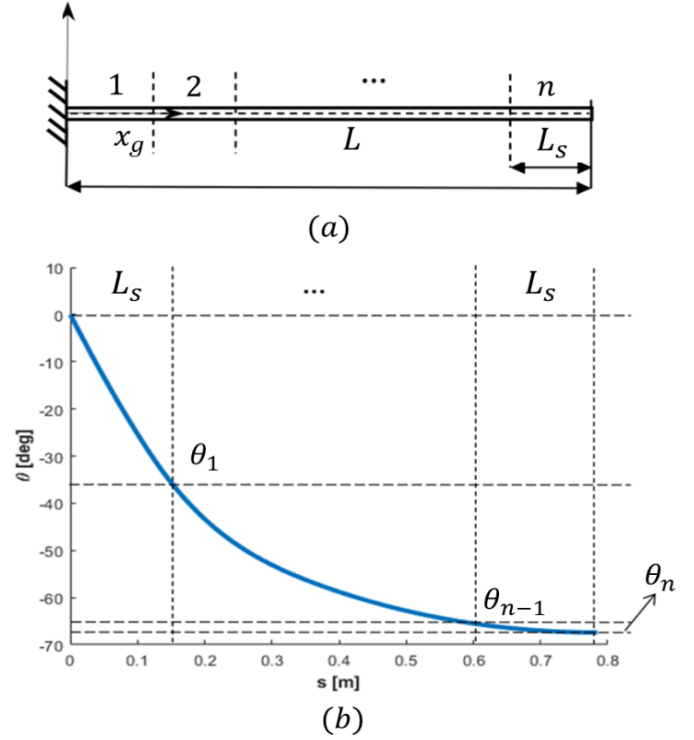 1 2 ... n
x_g L L_s
(a)
10 L_s ... L_s
0
-10
-20
-30 θ_1
-40
-50
-60 θ_{n-1} θ_n
-70
θ [deg]
0 0.1 0.2 0.3 0.4 0.5 0.6 0.7 0.8
s [m]
(b)